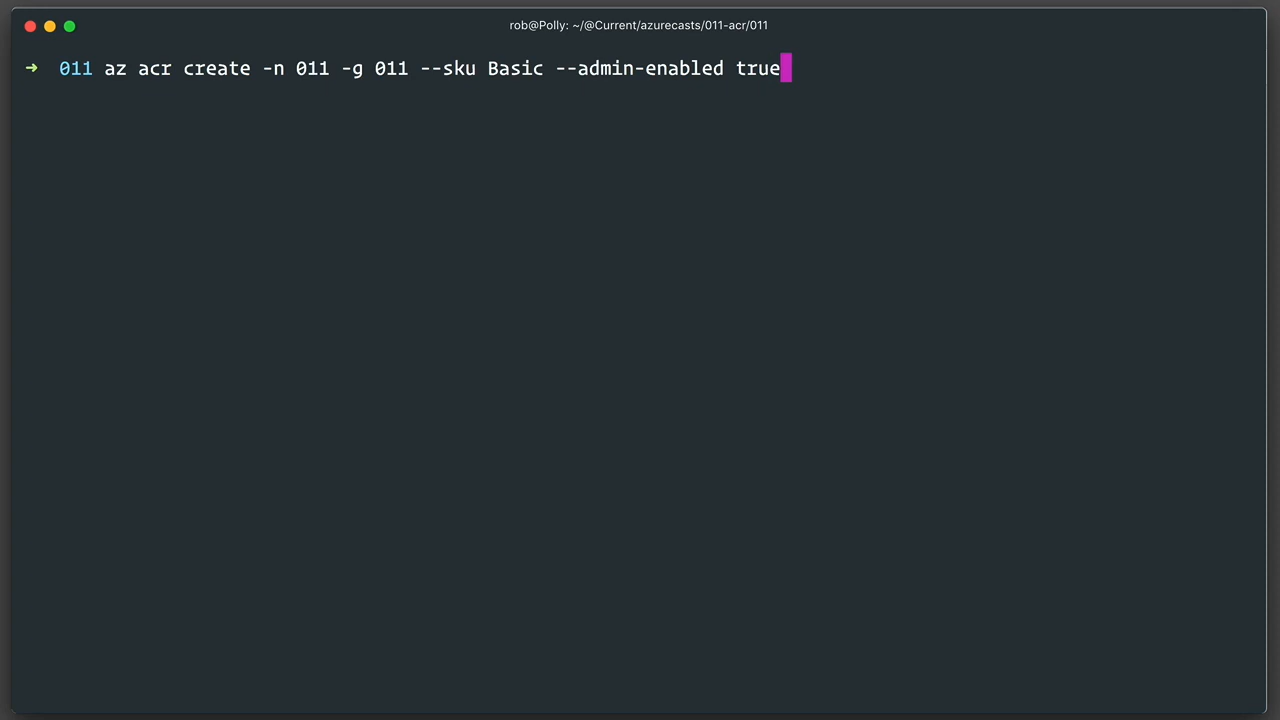 rob@Polly: ~/@Current/azurecasts/011-acr/011
➜ 011 az acr create -n 011 -g 011 --sku Basic --admin-enabled true